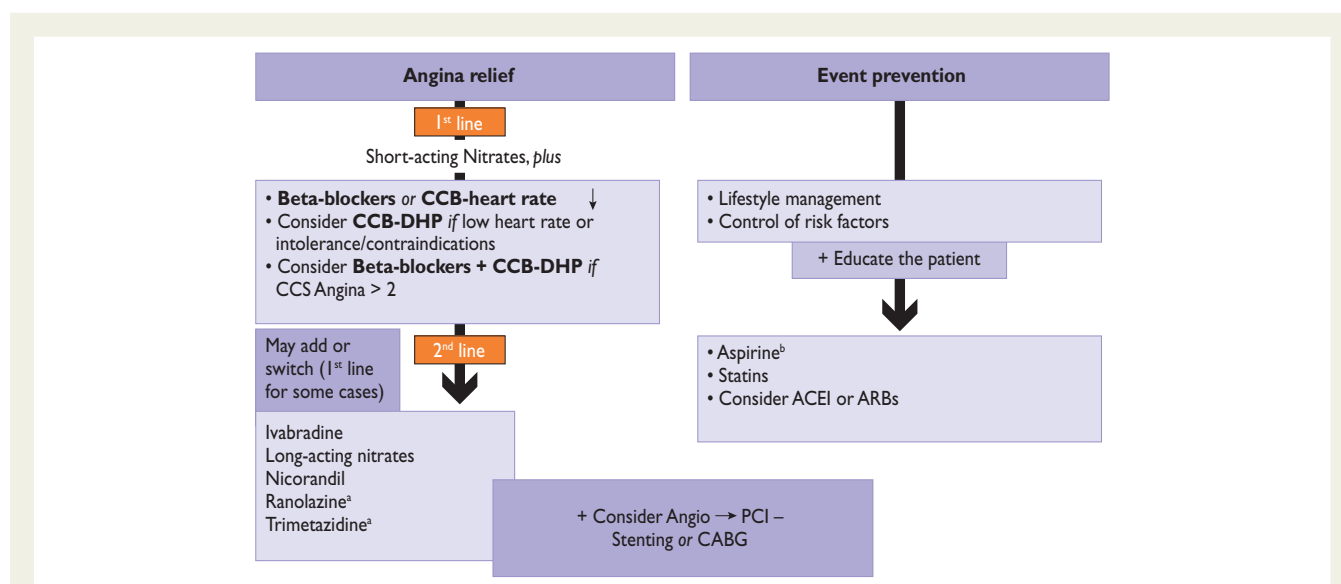 Angina relief
1st line
Short-acting Nitrates, plus
• Beta-blockers or CCB-heart rate ↓
• Consider CCB-DHP if low heart rate or
intolerance/contraindications
• Consider Beta-blockers + CCB-DHP if
CCS Angina > 2
2nd line
May add or
switch (1st line
for some cases)
Ivabradine
Long-acting nitrates
Nicorandil
Ranolazineᵃ
Trimetazidineᵃ
+ Consider Angio → PCI –
Stenting or CABG
Event prevention
• Lifestyle management
• Control of risk factors
+ Educate the patient
• Aspirineᵇ
• Statins
• Consider ACEI or ARBs